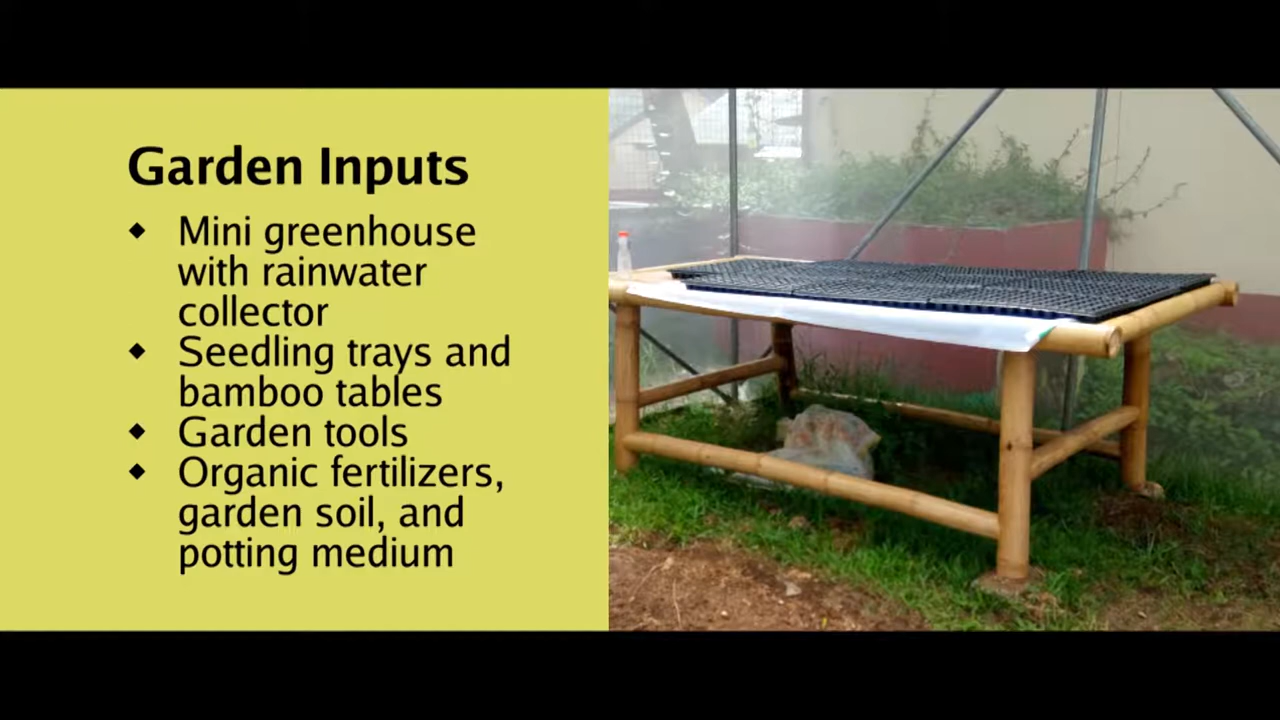 Garden Inputs
◆ Mini greenhouse
with rainwater
collector
◆ Seedling trays and
bamboo tables
◆ Garden tools
◆ Organic fertilizers,
garden soil, and
potting medium